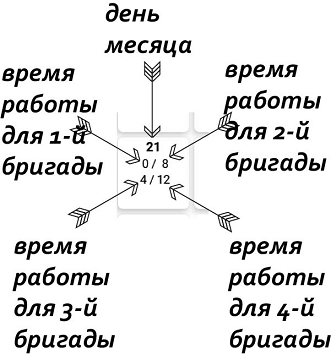 день
месяца
время
работы
для 1-й
бригады
время
работы
для 2-й
бригады
21
0 / 8
4 / 12
время
работы
для 3-й
бригады
время
работы
для 4-й
бригады